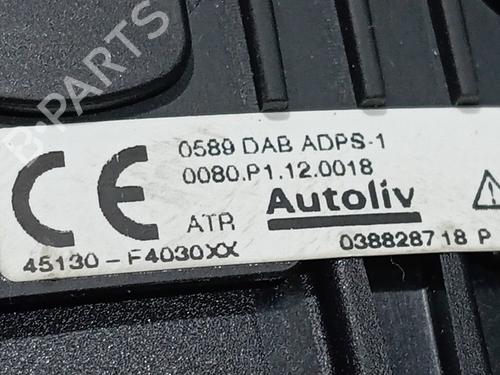 B-PARTS
0589 DAB ADPS-1
0080.P1.12.0018
CE
ATR
Autoliv
45130-F4030XX
038828718 P